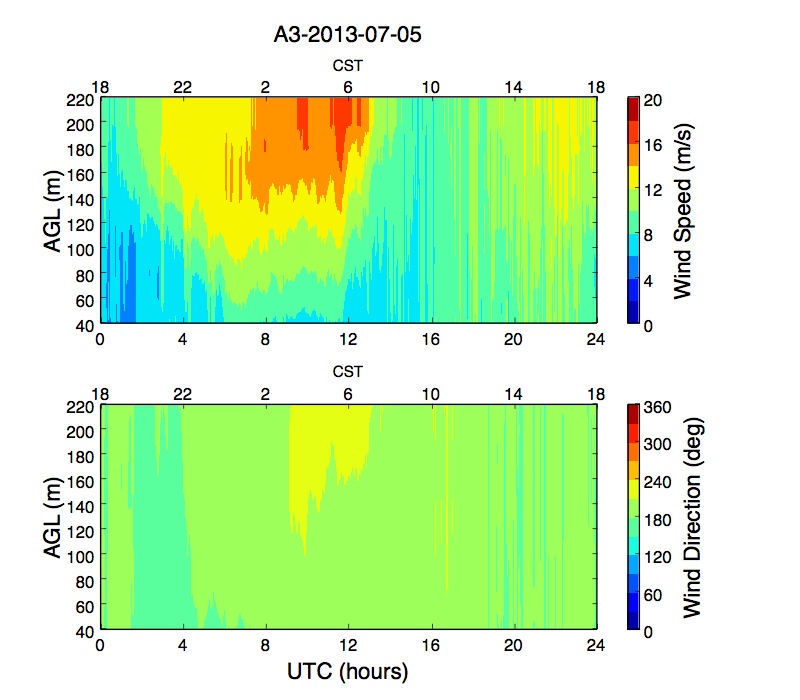 A3-2013-07-05
CST
18 22 2 6 10 14 18
220
200
180
160
140
120
100
80
60
40
AGL (m)
0 4 8 12 16 20 24
20
16
12
8
4
0
Wind Speed (m/s)
CST
18 22 2 6 10 14 18
220
200
180
160
140
120
100
80
60
40
AGL (m)
0 4 8 12 16 20 24
UTC (hours)
360
300
240
180
120
60
0
Wind Direction (deg)